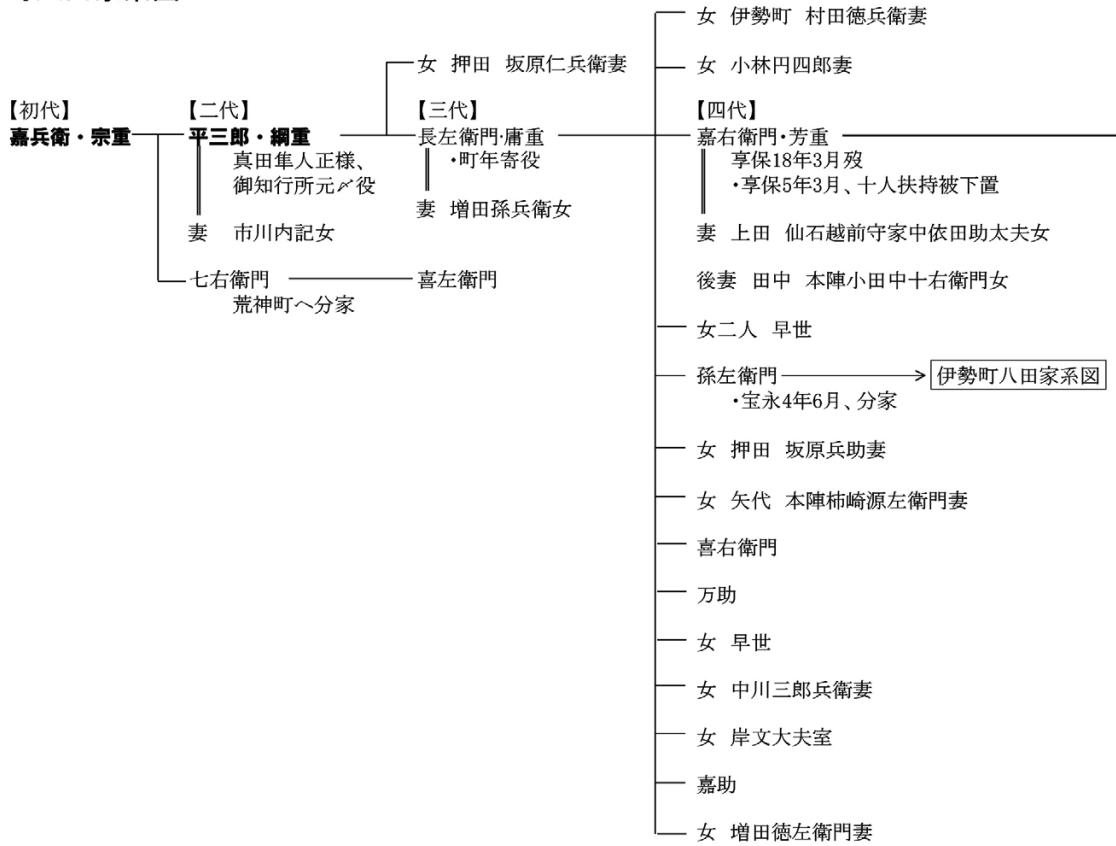 女 伊勢町 村田徳兵衛妻
女 押田 坂原仁兵衛妻
女 小林円四郎妻
【初代】
嘉兵衛・宗重
【二代】
平三郎・綱重
真田隼人正様、
御知行所元〆役
妻 市川内記女
七右衛門
荒神町へ分家
【三代】
長左衛門・庸重
・町年寄役
妻 増田孫兵衛女
喜左衛門
【四代】
嘉右衛門・芳重
享保18年3月歿
・享保5年3月、十人扶持被下置
妻 上田 仙石越前守家中依田助太夫女
後妻 田中 本陣小田中十右衛門女
女二人 早世
孫左衛門
・宝永4年6月、分家
伊勢町八田家系図
女 押田 坂原兵助妻
女 矢代 本陣柿崎源左衛門妻
喜右衛門
万助
女 早世
女 中川三郎兵衛妻
女 岸文大夫室
嘉助
女 増田徳左衛門妻